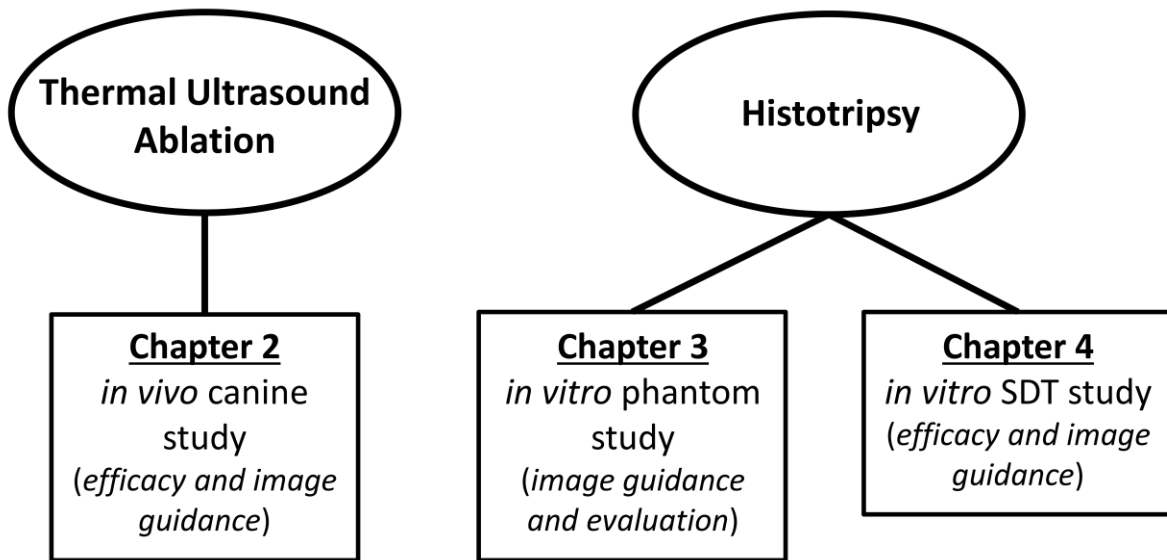 Thermal Ultrasound
Ablation
Histotripsy
Chapter 2
in vivo canine
study
(efficacy and image
guidance)
Chapter 3
in vitro phantom
study
(image guidance
and evaluation)
Chapter 4
in vitro SDT study
(efficacy and image
guidance)